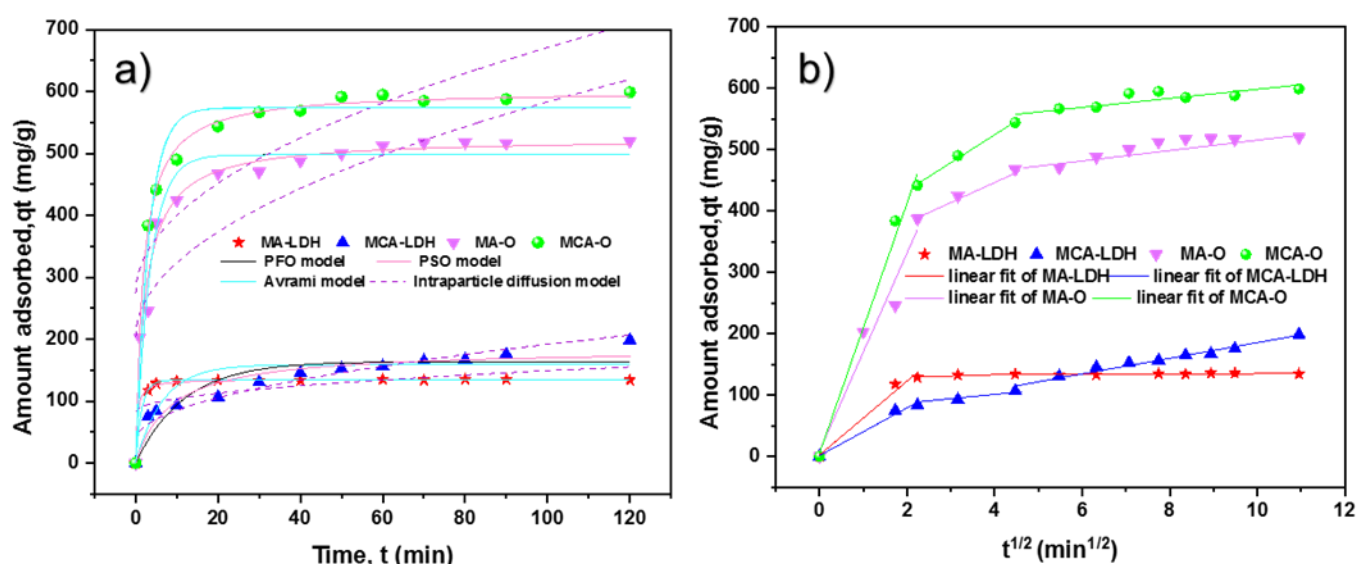 a)
700
600
500
400
300
200
100
0
Amount adsorbed,qt (mg/g)
MA-LDH MCA-LDH MA-O MCA-O
PFO model PSO model
Avrami model Intraparticle diffusion model
0 20 40 60 80 100 120
Time, t (min)
b)
700
600
500
400
300
200
100
0
Amount adsorbed,qt (mg/g)
MA-LDH MCA-LDH MA-O MCA-O
linear fit of MA-LDH linear fit of MCA-LDH
linear fit of MA-O linear fit of MCA-O
0 2 4 6 8 10 12
t^1/2 (min^1/2)